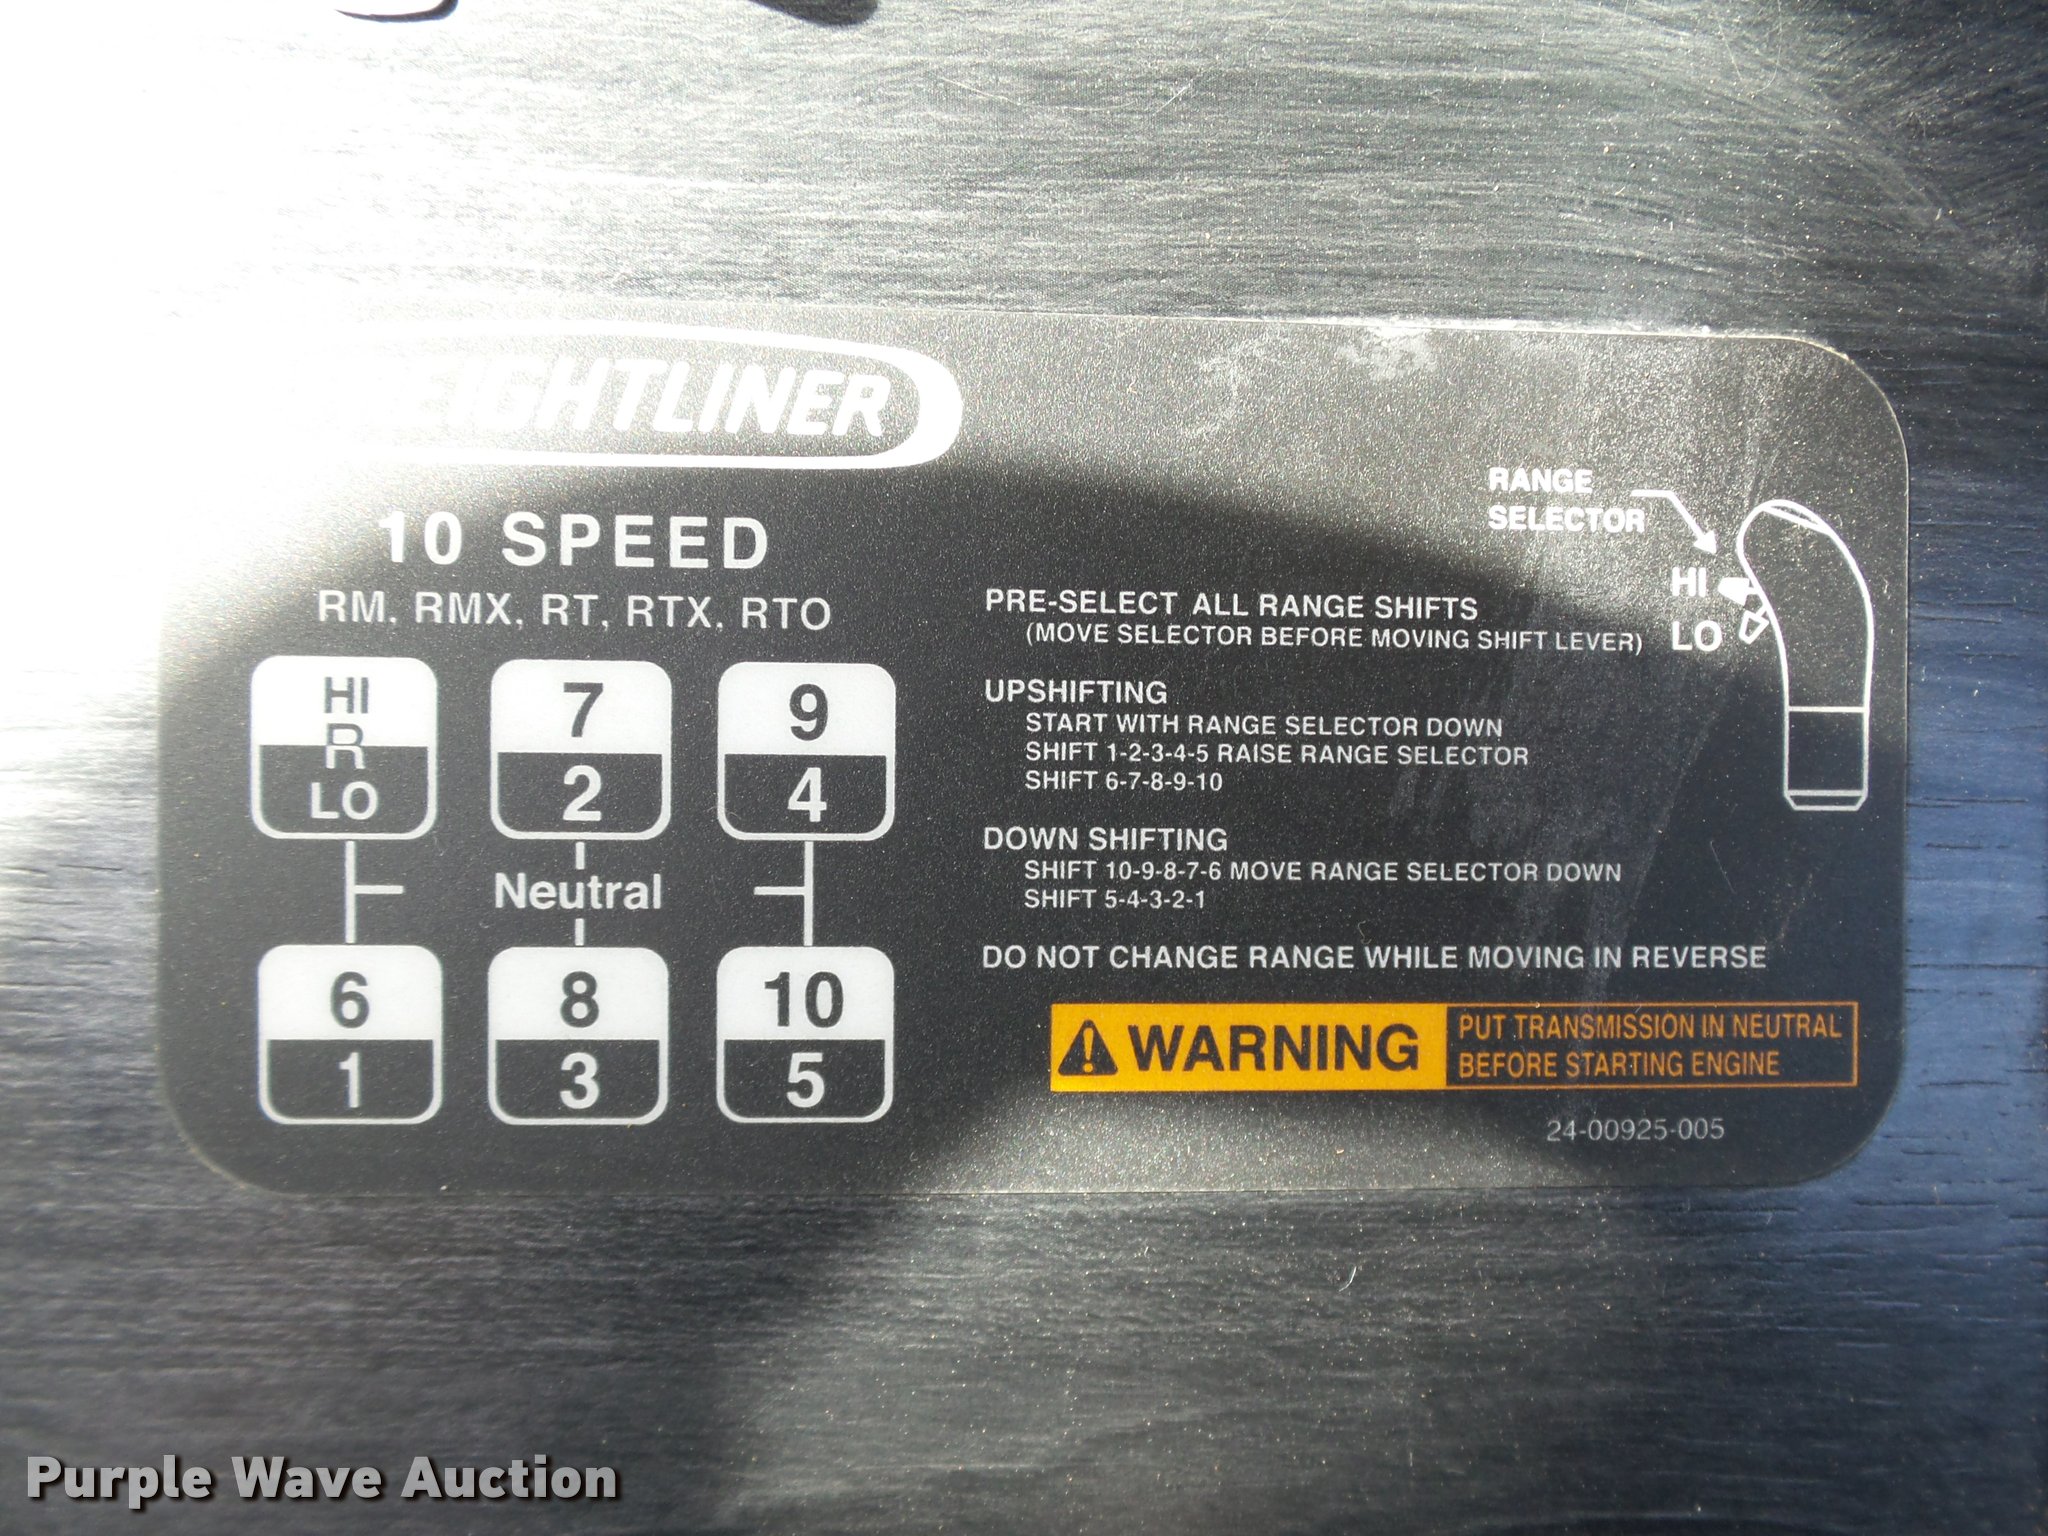 EIGHTLINER
10 SPEED
RM, RMX, RT, RTX, RTO
HI
R
LO
7
2
9
4
Neutral
6
1
8
3
10
5
RANGE
SELECTOR
HI
LO
PRE-SELECT ALL RANGE SHIFTS
(MOVE SELECTOR BEFORE MOVING SHIFT LEVER)
UPSHIFTING
START WITH RANGE SELECTOR DOWN
SHIFT 1-2-3-4-5 RAISE RANGE SELECTOR
SHIFT 6-7-8-9-10
DOWN SHIFTING
SHIFT 10-9-8-7-6 MOVE RANGE SELECTOR DOWN
SHIFT 5-4-3-2-1
DO NOT CHANGE RANGE WHILE MOVING IN REVERSE
WARNING
PUT TRANSMISSION IN NEUTRAL
BEFORE STARTING ENGINE
24-00925-005
Purple Wave Auction